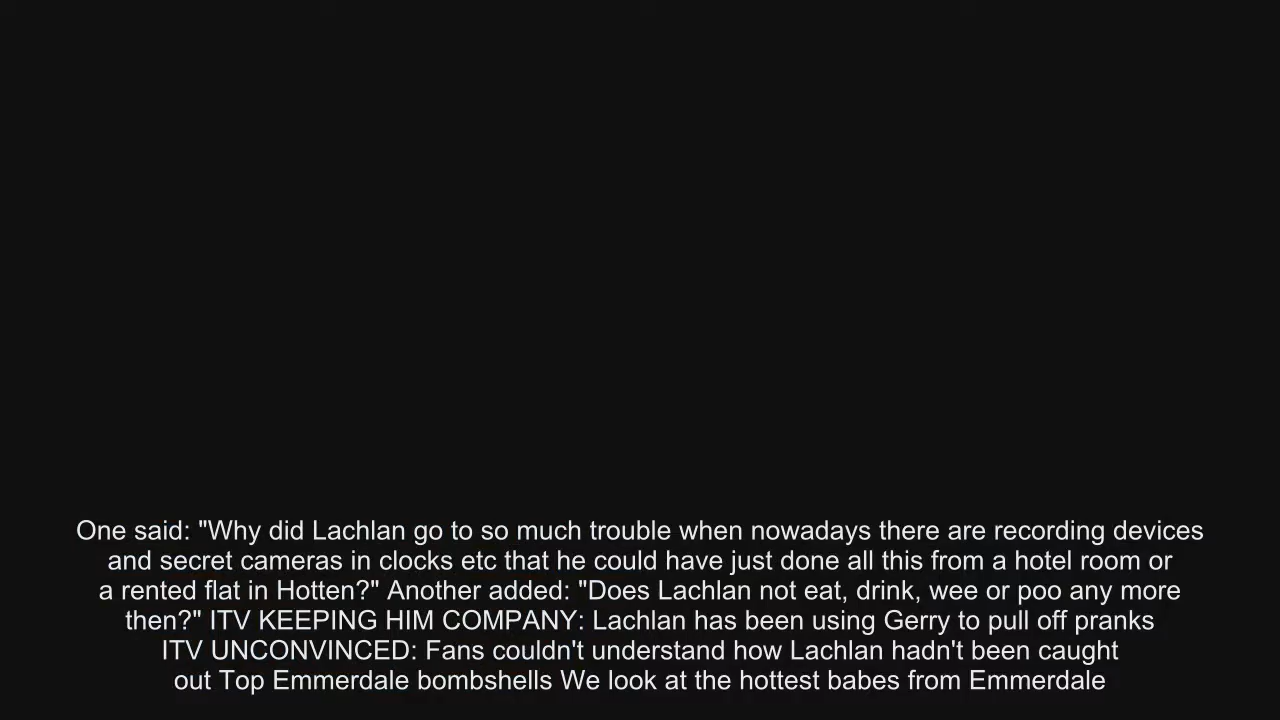 One said: "Why did Lachlan go to so much trouble when nowadays there are recording devices
and secret cameras in clocks etc that he could have just done all this from a hotel room or
a rented flat in Hotten?" Another added: "Does Lachlan not eat, drink, wee or poo any more
then?" ITV KEEPING HIM COMPANY: Lachlan has been using Gerry to pull off pranks
ITV UNCONVINCED: Fans couldn't understand how Lachlan hadn't been caught
out Top Emmerdale bombshells We look at the hottest babes from Emmerdale